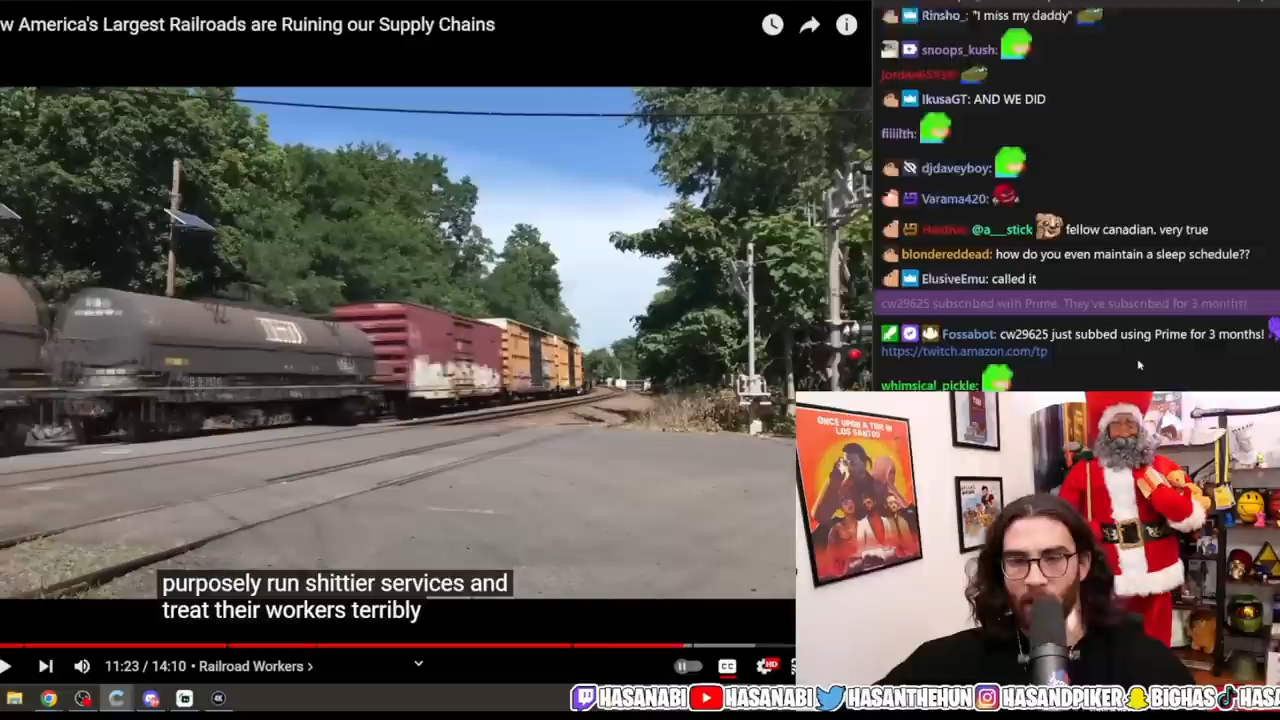 w America's Largest Railroads are Ruining our Supply Chains
Rinsho_: "I miss my daddy"
snoops_kush:
IkusaGT: AND WE DID
fiiilth:
djdaveyboy:
Varama420:
@a___stick fellow canadian. very true
blondereddead: how do you even maintain a sleep schedule??
ElusiveEmu: called it
cw29625 subscribed with Prime. They've subscribed for 3 months!
Fossabot: cw29625 just subbed using Prime for 3 months!
https://twitch.amazon.com/tp
whimsical_pickle:
ONCE UPON A TIME IN
LOS SANTOS
purposely run shittier services and
treat their workers terribly
11:23 / 14:10 • Railroad Workers >
CC
HD
HASANABI HASANABI HASANTHEHUN HASANDPIKER BIGHAS HASAN